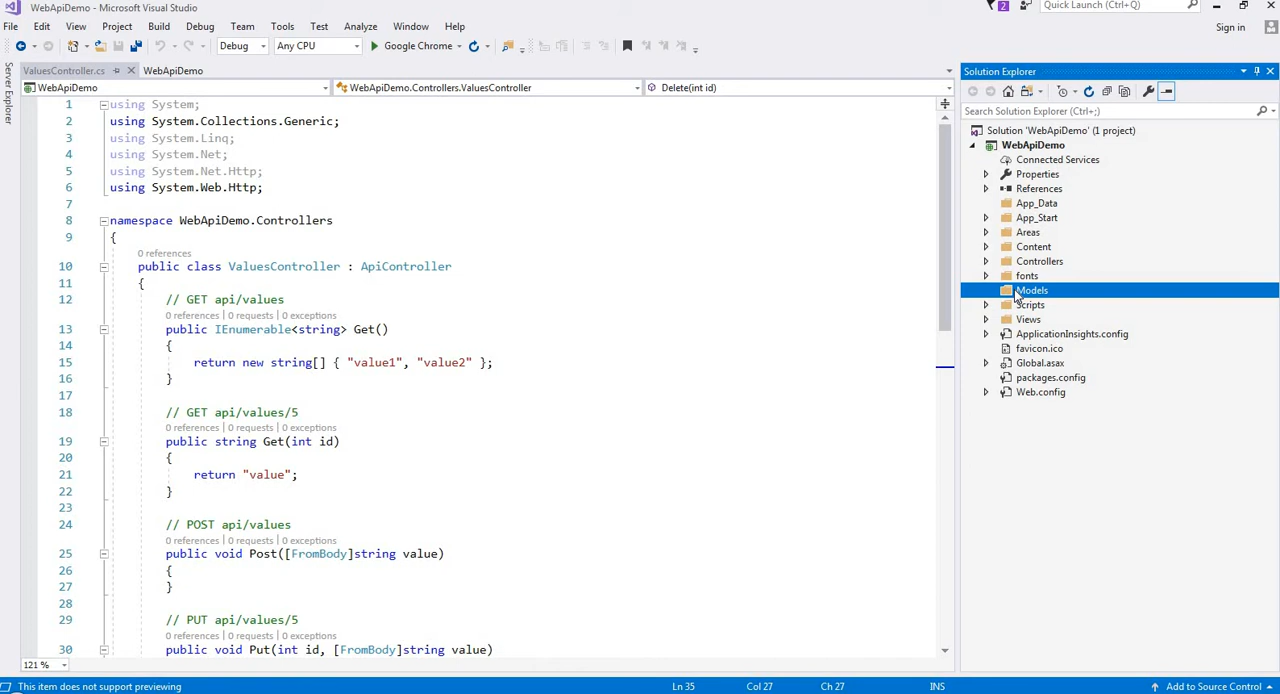 WebApiDemo - Microsoft Visual Studio
2
Quick Launch (Ctrl+Q)
File Edit View Project Build Debug Team Tools Test Analyze Window Help
Sign in
Debug Any CPU Google Chrome
Server Explorer
ValuesController.cs WebApiDemo
WebApiDemo WebApiDemo.Controllers.ValuesController Delete(int id)
1 using System;
2 using System.Collections.Generic;
3 using System.Linq;
4 using System.Net;
5 using System.Net.Http;
6 using System.Web.Http;
7
8 namespace WebApiDemo.Controllers
9 {
0 references
10 public class ValuesController : ApiController
11 {
12 // GET api/values
0 references | 0 requests | 0 exceptions
13 public IEnumerable<string> Get()
14 {
15 return new string[] { "value1", "value2" };
16 }
17
18 // GET api/values/5
0 references | 0 requests | 0 exceptions
19 public string Get(int id)
20 {
21 return "value";
22 }
23
24 // POST api/values
0 references | 0 requests | 0 exceptions
25 public void Post([FromBody]string value)
26 {
27 }
28
29 // PUT api/values/5
0 references | 0 requests | 0 exceptions
30 public void Put(int id, [FromBody]string value)
121 %
Solution Explorer
Search Solution Explorer (Ctrl+;)
Solution 'WebApiDemo' (1 project)
WebApiDemo
Connected Services
Properties
References
App_Data
App_Start
Areas
Content
Controllers
fonts
Models
Scripts
Views
ApplicationInsights.config
favicon.ico
Global.asax
packages.config
Web.config
This item does not support previewing Ln 35 Col 27 Ch 27 INS Add to Source Control